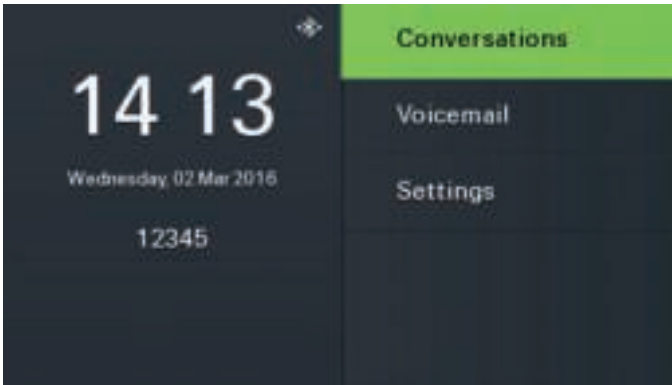 14 13
Wednesday, 02 Mar 2016
12345
Conversations
Voicemail
Settings